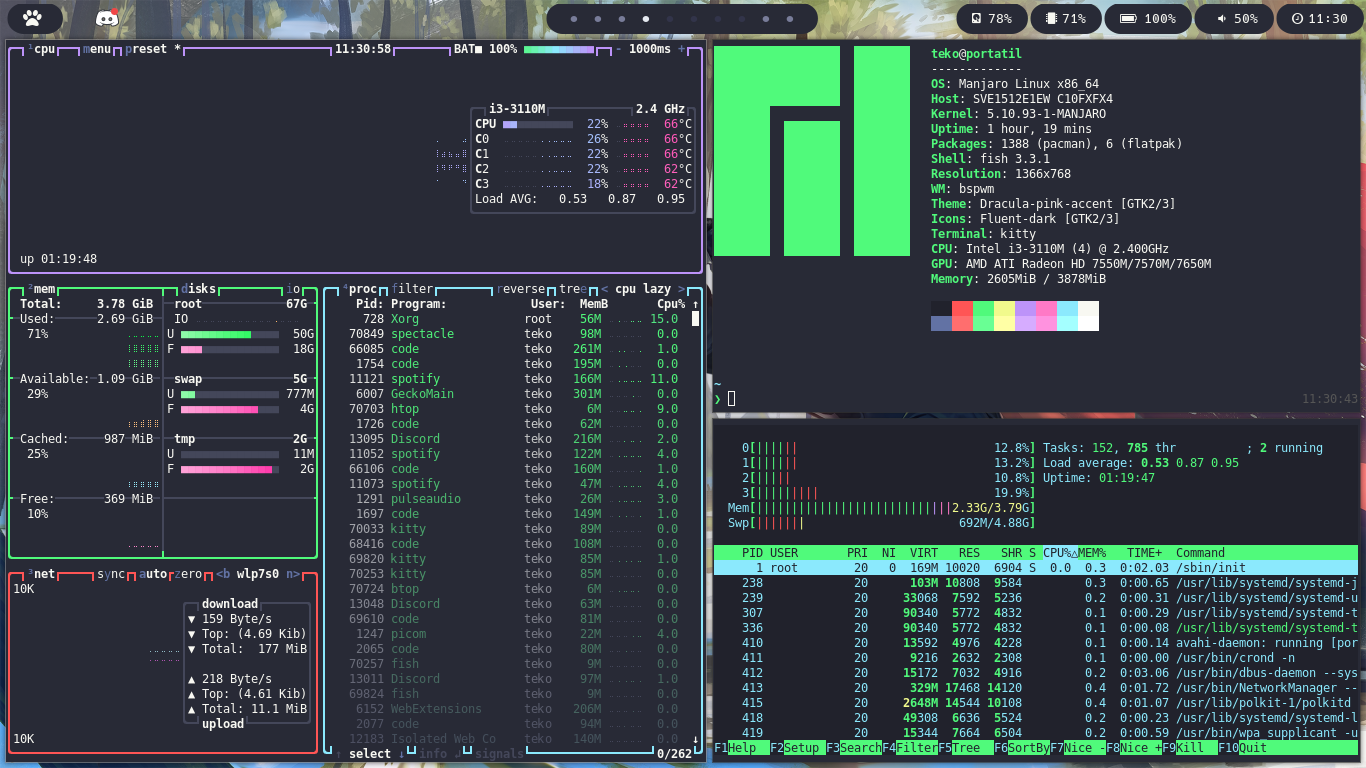 78% 71% 100% 50% 11:30
¹cpu menu preset * 11:30:58 BAT■ 100% - 1000ms +
i3-3110M 2.4 GHz
CPU 22% 66°C
C0 26% 66°C
C1 22% 66°C
C2 22% 62°C
C3 18% 62°C
Load AVG: 0.53 0.87 0.95
up 01:19:48
²mem disks io
Total: 3.78 GiB
Used: 2.69 GiB
71%
Available: 1.09 GiB
29%
Cached: 987 MiB
25%
Free: 369 MiB
10%
root 67G
IO
U 50G
F 18G
swap 5G
U 777M
F 4G
tmp 2G
U 11M
F 2G
³net sync auto zero <b wlp7s0 n>
10K
download
▼ 159 Byte/s
▼ Top: (4.69 Kib)
▼ Total: 177 MiB
▲ 218 Byte/s
▲ Top: (4.61 Kib)
▲ Total: 11.1 MiB
upload
10K
⁴proc filter reverse tree < cpu lazy >
Pid: Program: User: MemB Cpu% ↑
728 Xorg root 56M 15.0
70849 spectacle teko 98M 0.0
66085 code teko 261M 1.0
1754 code teko 195M 0.0
11121 spotify teko 166M 11.0
6007 GeckoMain teko 301M 0.0
70703 htop teko 6M 9.0
1726 code teko 62M 0.0
13095 Discord teko 216M 2.0
11052 spotify teko 122M 4.0
66106 code teko 160M 1.0
11073 spotify teko 47M 4.0
1291 pulseaudio teko 26M 3.0
1697 code teko 149M 1.0
70033 kitty teko 89M 0.0
68416 code teko 108M 0.0
69820 kitty teko 85M 1.0
70253 kitty teko 85M 0.0
70724 btop teko 6M 0.0
13048 Discord teko 63M 0.0
69610 code teko 81M 0.0
1247 picom teko 22M 4.0
2065 code teko 80M 0.0
70257 fish teko 9M 0.0
13011 Discord teko 97M 1.0
69824 fish teko 9M 0.0
6152 WebExtensions teko 206M 0.0
2077 code teko 94M 0.0
12183 Isolated Web Co teko 140M 0.0 ↓
↑ select ↓ info ↲ signals 0/262
teko@portatil
-------------
OS: Manjaro Linux x86_64
Host: SVE1512E1EW C10FXFX4
Kernel: 5.10.93-1-MANJARO
Uptime: 1 hour, 19 mins
Packages: 1388 (pacman), 6 (flatpak)
Shell: fish 3.3.1
Resolution: 1366x768
WM: bspwm
Theme: Dracula-pink-accent [GTK2/3]
Icons: Fluent-dark [GTK2/3]
Terminal: kitty
CPU: Intel i3-3110M (4) @ 2.400GHz
GPU: AMD ATI Radeon HD 7550M/7570M/7650M
Memory: 2605MiB / 3878MiB
~
❯ 11:30:43
0[|||||| 12.8%] Tasks: 152, 785 thr ; 2 running
1[|||||| 13.2%] Load average: 0.53 0.87 0.95
2[||||| 10.8%] Uptime: 01:19:47
3[||||||||| 19.9%]
Mem[||||||||||||||||||||||||||||2.33G/3.79G]
Swp[||||||| 692M/4.88G]
PID USER PRI NI VIRT RES SHR S CPU%△MEM% TIME+ Command
1 root 20 0 169M 10020 6904 S 0.0 0.3 0:02.03 /sbin/init
238 103M 10808 9584 0.3 0:00.65 /usr/lib/systemd/systemd-j
239 33068 7592 5236 0.2 0:00.31 /usr/lib/systemd/systemd-u
307 90340 5772 4832 0.1 0:00.29 /usr/lib/systemd/systemd-t
336 90340 5772 4832 0.1 0:00.08 /usr/lib/systemd/systemd-t
410 13592 4976 4228 0.1 0:00.14 avahi-daemon: running [por
411 9216 2632 2308 0.1 0:00.00 /usr/bin/crond -n
412 15172 7032 4916 0.2 0:03.06 /usr/bin/dbus-daemon --sys
413 329M 17468 14120 0.4 0:01.72 /usr/bin/NetworkManager --
415 2648M 14544 10108 0.4 0:01.07 /usr/lib/polkit-1/polkitd
418 49308 6636 5524 0.2 0:00.23 /usr/lib/systemd/systemd-l
419 15344 7664 6504 0.2 0:00.59 /usr/bin/wpa_supplicant -u
F1Help F2Setup F3SearchF4FilterF5Tree F6SortByF7Nice -F8Nice +F9Kill F10Quit